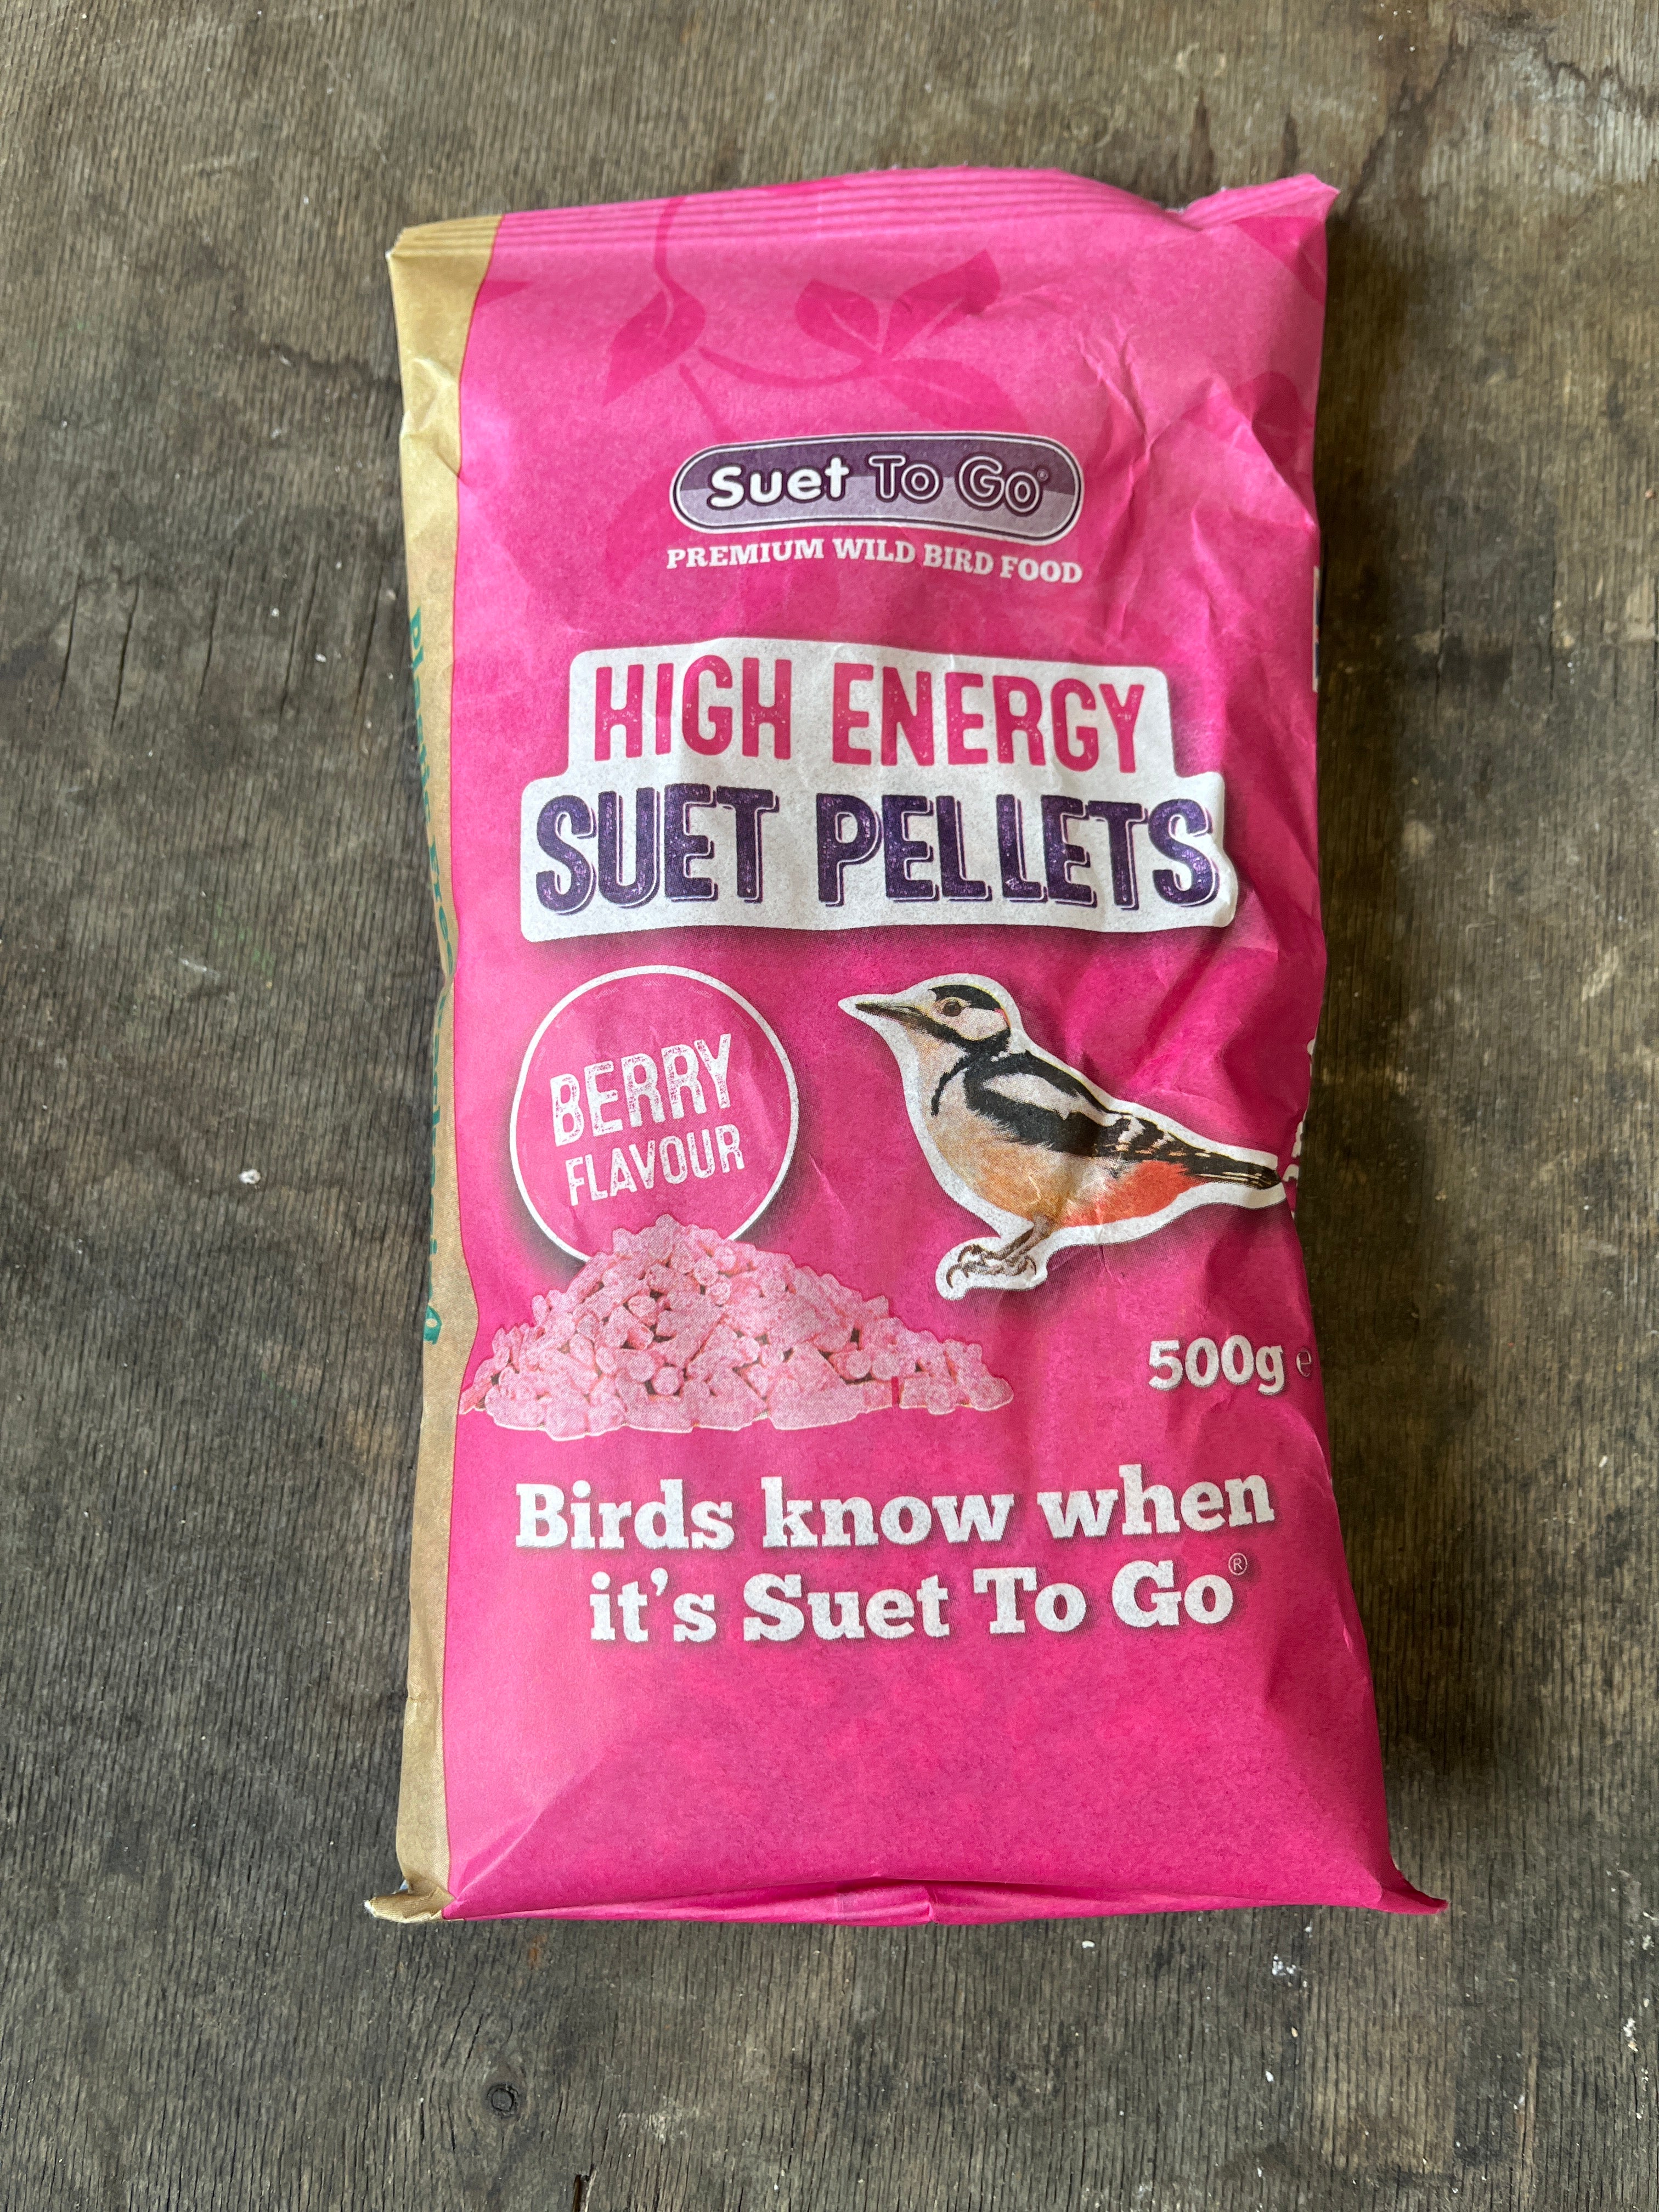 Suet To Go®
PREMIUM WILD BIRD FOOD
HIGH ENERGY
SUET PELLETS
BERRY
FLAVOUR
500g ℮
Birds know when
it's Suet To Go®